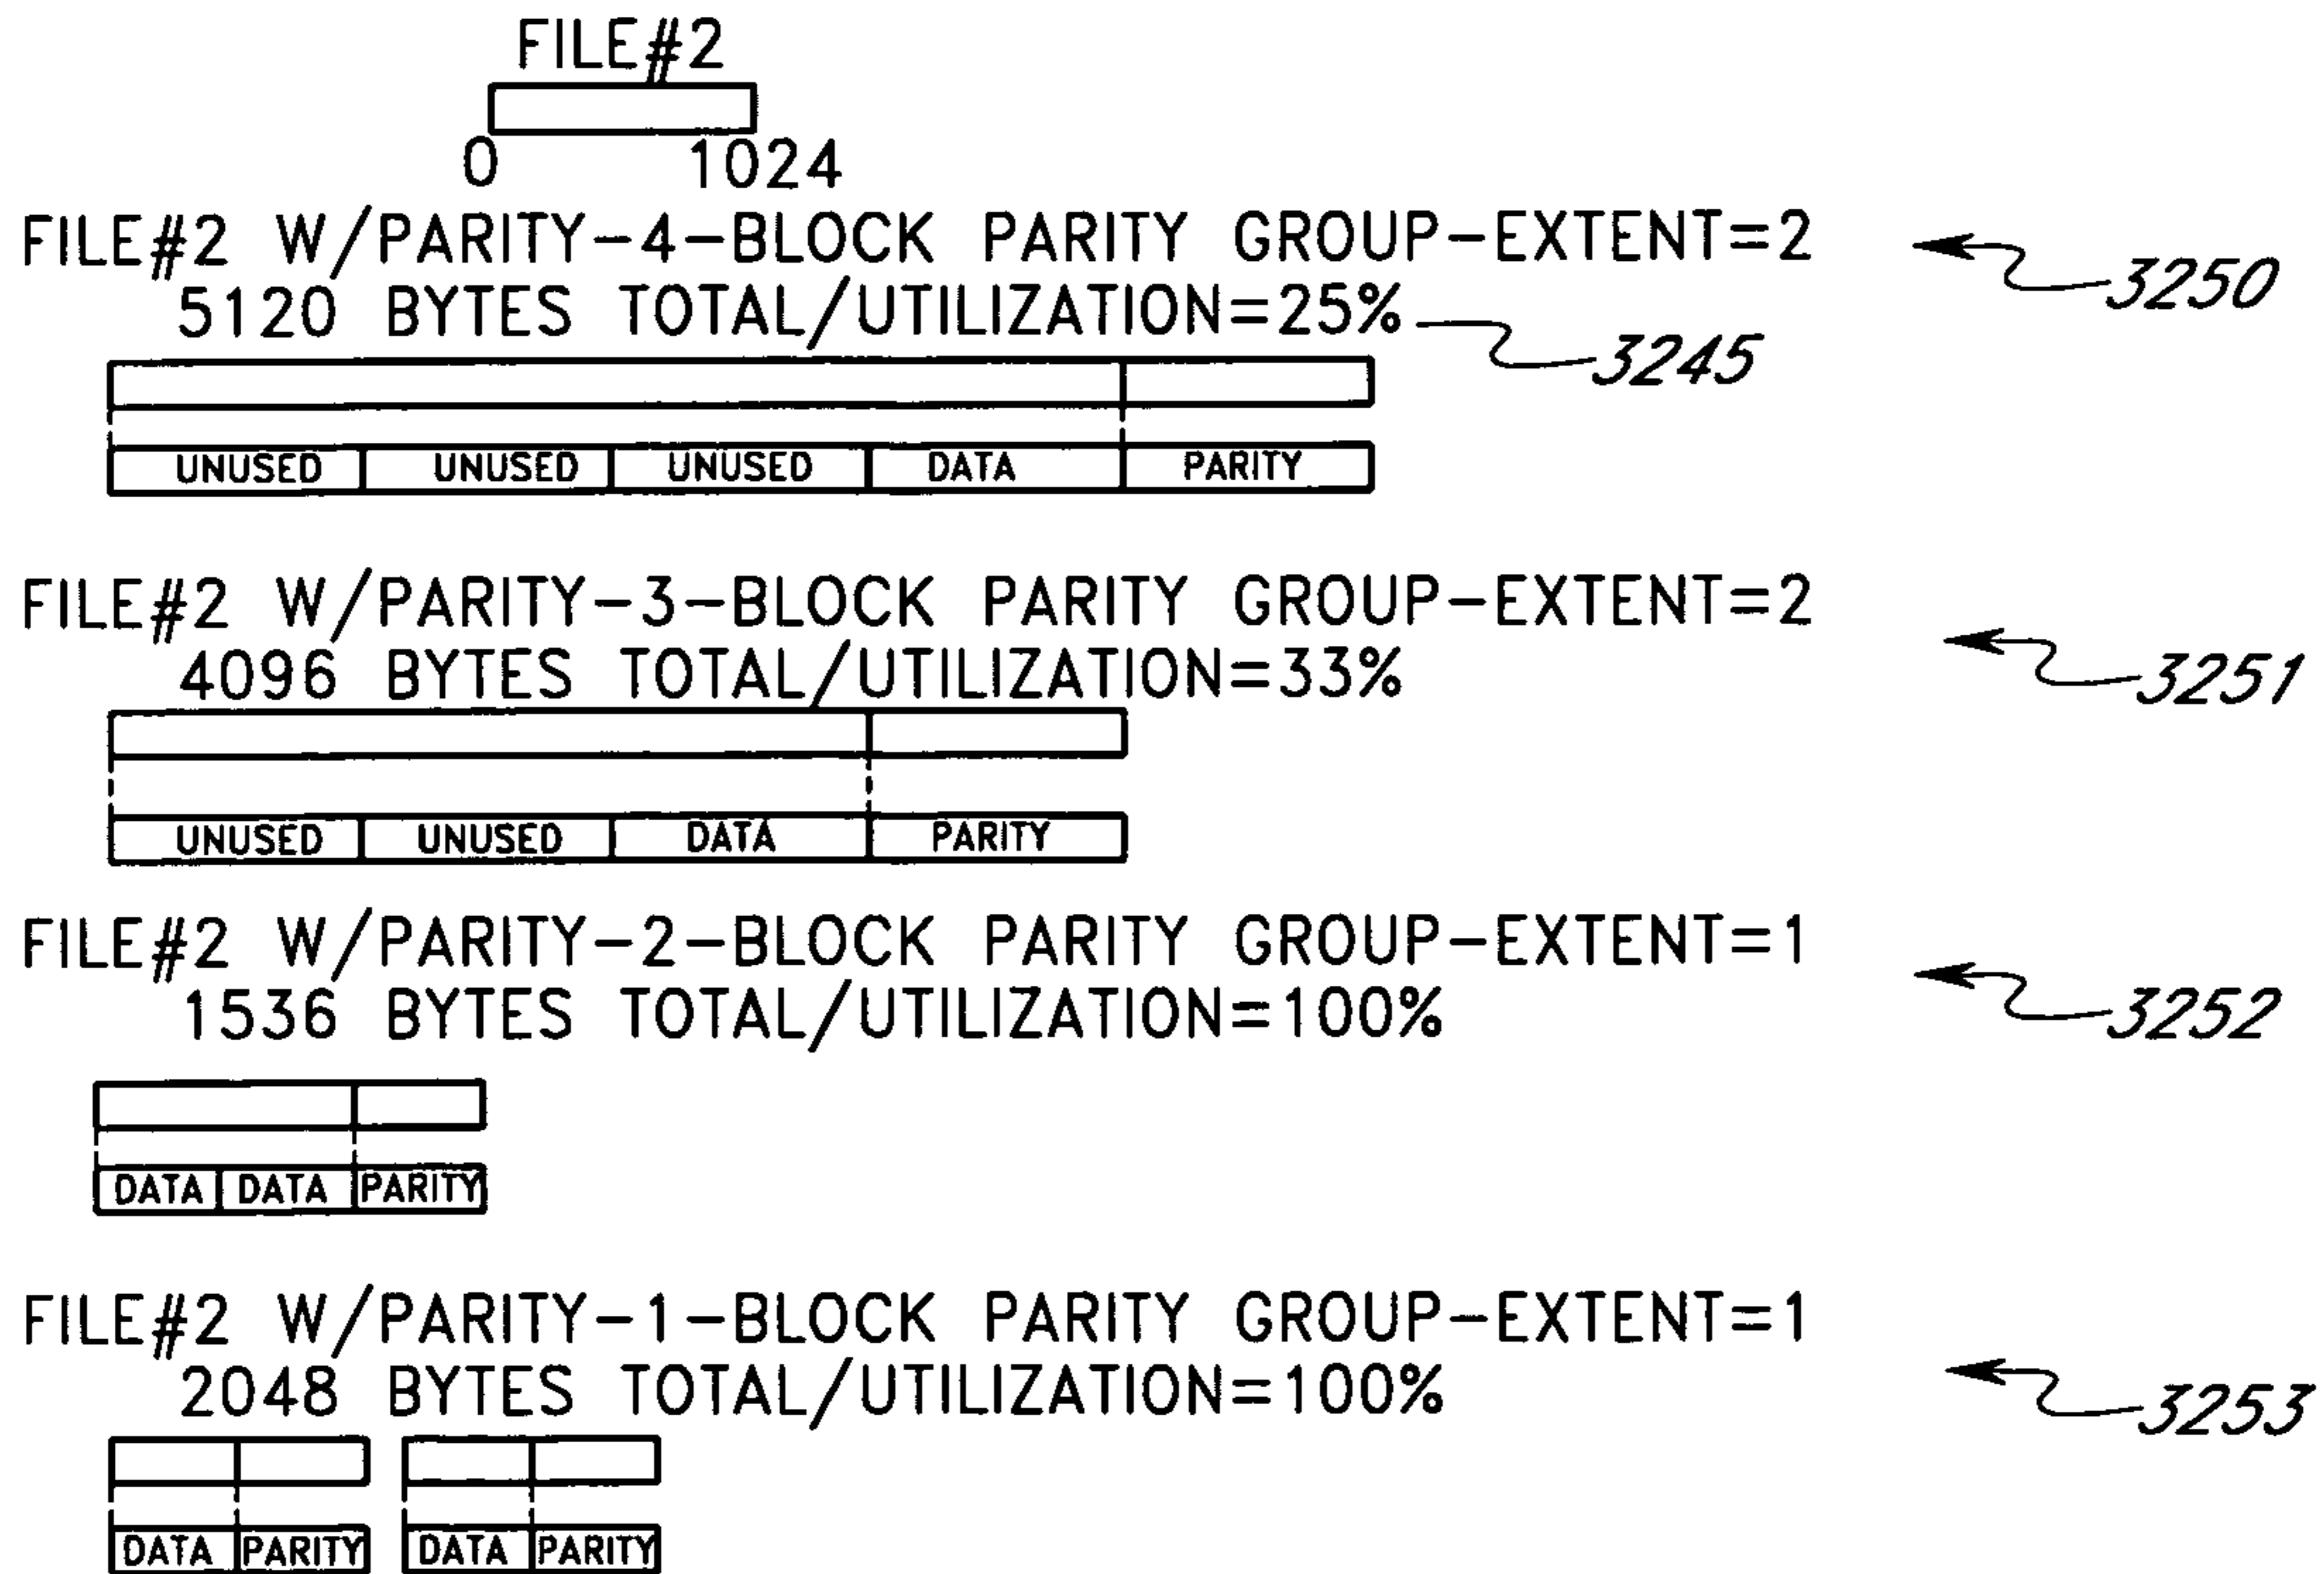 FILE#2
0 1024
FILE#2 W/PARITY-4-BLOCK PARITY GROUP-EXTENT=2
3250
5120 BYTES TOTAL/UTILIZATION=25%
3245
UNUSED UNUSED UNUSED DATA PARITY
FILE#2 W/PARITY-3-BLOCK PARITY GROUP-EXTENT=2
3251
4096 BYTES TOTAL/UTILIZATION=33%
UNUSED UNUSED DATA PARITY
FILE#2 W/PARITY-2-BLOCK PARITY GROUP-EXTENT=1
3252
1536 BYTES TOTAL/UTILIZATION=100%
DATA DATA PARITY
FILE#2 W/PARITY-1-BLOCK PARITY GROUP-EXTENT=1
3253
2048 BYTES TOTAL/UTILIZATION=100%
DATA PARITY DATA PARITY